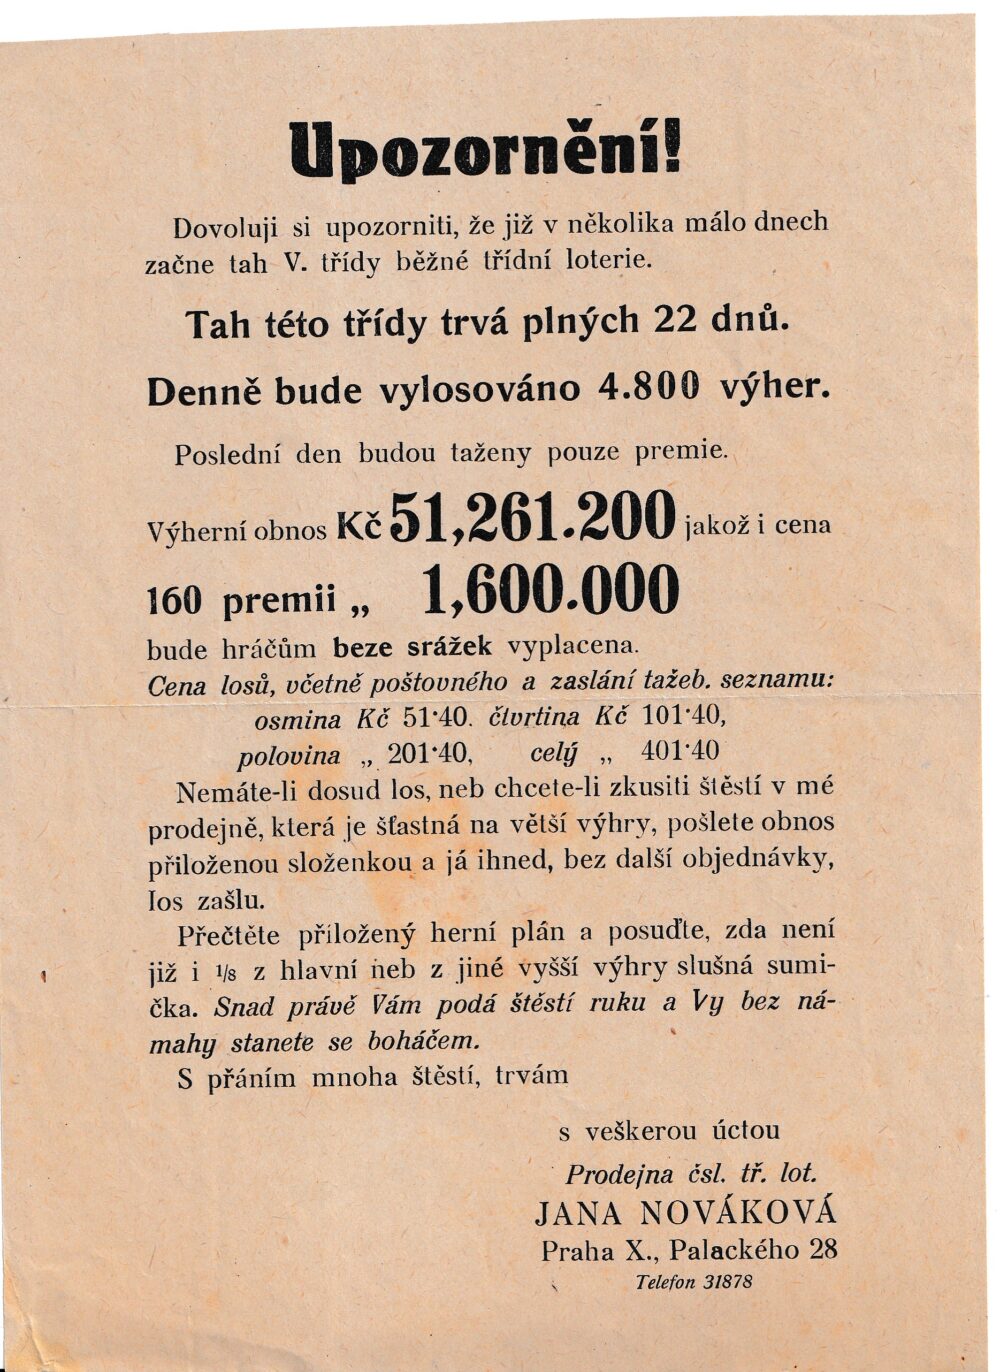 Upozornění!
Dovoluji si upozorniti, že již v několika málo dnech
začne tah V. třídy běžné třídní loterie.
Tah této třídy trvá plných 22 dnů.
Denně bude vylosováno 4.800 výher.
Poslední den budou taženy pouze premie.
Výherní obnos Kč 51,261.200 jakož i cena
160 premii „ 1,600.000
bude hráčům beze srážek vyplacena.
Cena losů, včetně poštovného a zaslání tažeb. seznamu:
osmina Kč 51·40. čtvrtina Kč 101·40,
polovina „ 201·40, celý „ 401·40
Nemáte-li dosud los, neb chcete-li zkusiti štěstí v mé
prodejně, která je šťastná na větší výhry, pošlete obnos
přiloženou složenkou a já ihned, bez další objednávky,
los zašlu.
Přečtěte přiložený herní plán a posuďte, zda není
již i 1/8 z hlavní neb z jiné vyšší výhry slušná sumi-
čka. Snad právě Vám podá štěstí ruku a Vy bez ná-
mahy stanete se boháčem.
S přáním mnoha štěstí, trvám
s veškerou úctou
Prodejna čsl. tř. lot.
JANA NOVÁKOVÁ
Praha X., Palackého 28
Telefon 31878